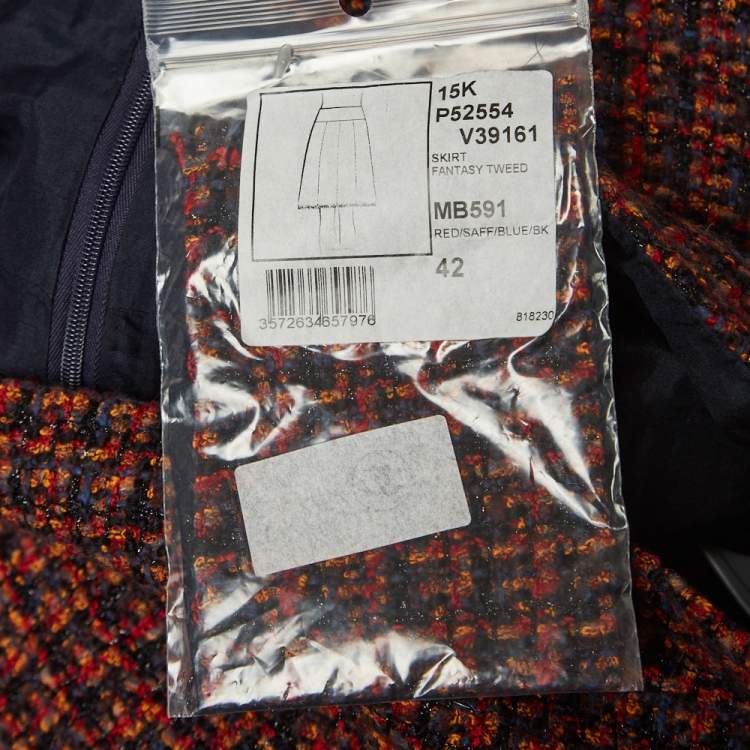 15K
P52554
V39161
SKIRT
FANTASY TWEED
MB591
RED/SAFF/BLUE/BK
42
3572634657976
818230